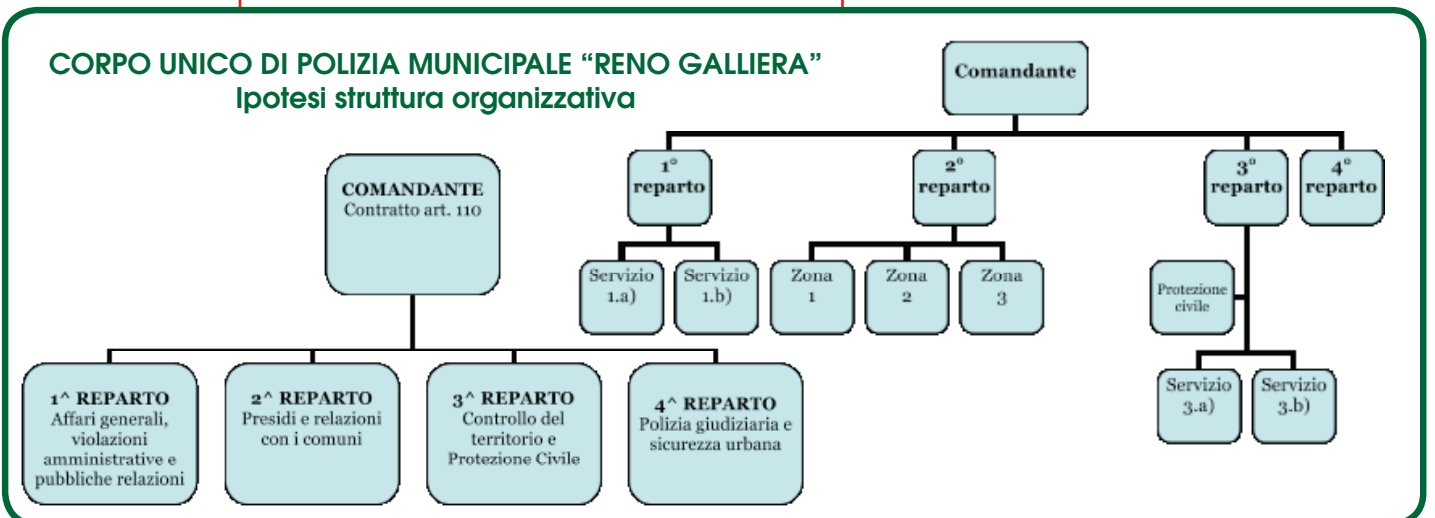 CORPO UNICO DI POLIZIA MUNICIPALE “RENO GALLIERA”
Ipotesi struttura organizzativa
COMANDANTE
Contratto art. 110
1^ REPARTO
Affari generali,
violazioni
amministrative e
pubbliche relazioni
2^ REPARTO
Presidi e relazioni
con i comuni
3^ REPARTO
Controllo del
territorio e
Protezione Civile
4^ REPARTO
Polizia giudiziaria e
sicurezza urbana
Comandante
1°
reparto
2°
reparto
3°
reparto
4°
reparto
Servizio
1.a)
Servizio
1.b)
Zona
1
Zona
2
Zona
3
Protezione
civile
Servizio
3.a)
Servizio
3.b)